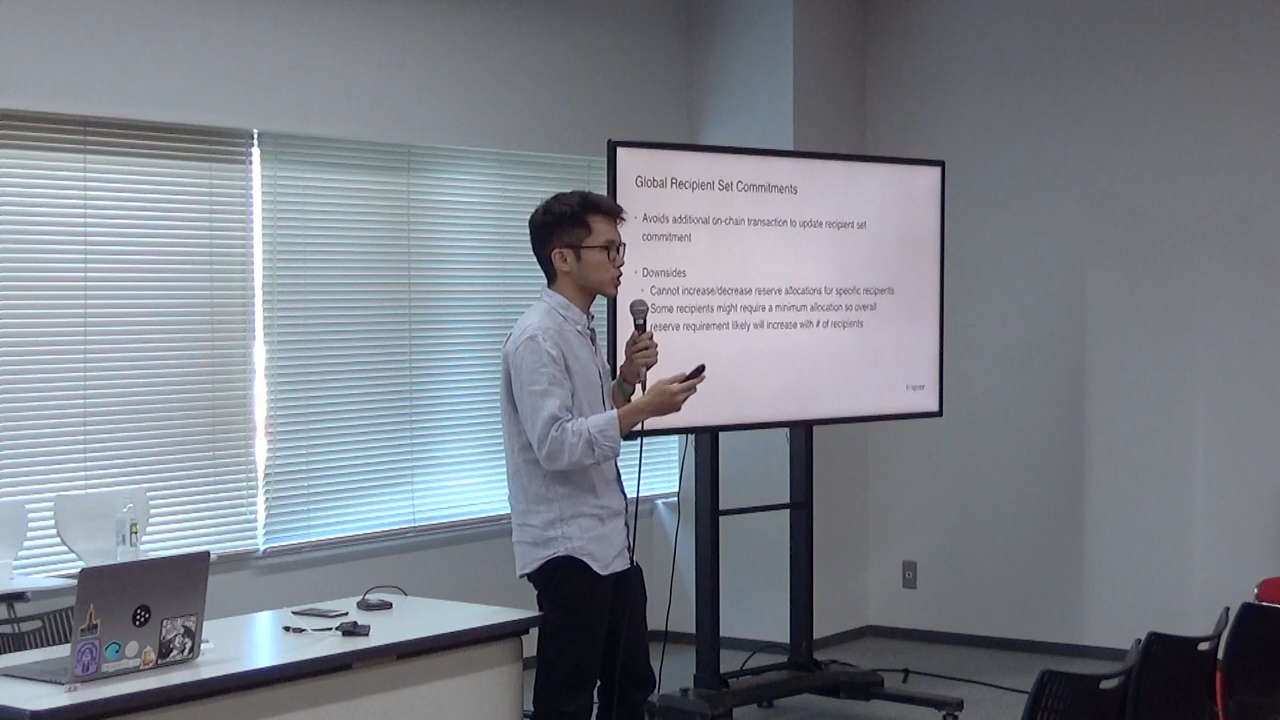 Global Recipient Set Commitments
Avoids additional on-chain transaction to update recipient set
commitment
Downsides
Cannot increase/decrease reserve allocations for specific recipients
Some recipients might require a minimum allocation so overall
reserve requirement likely will increase with # of recipients